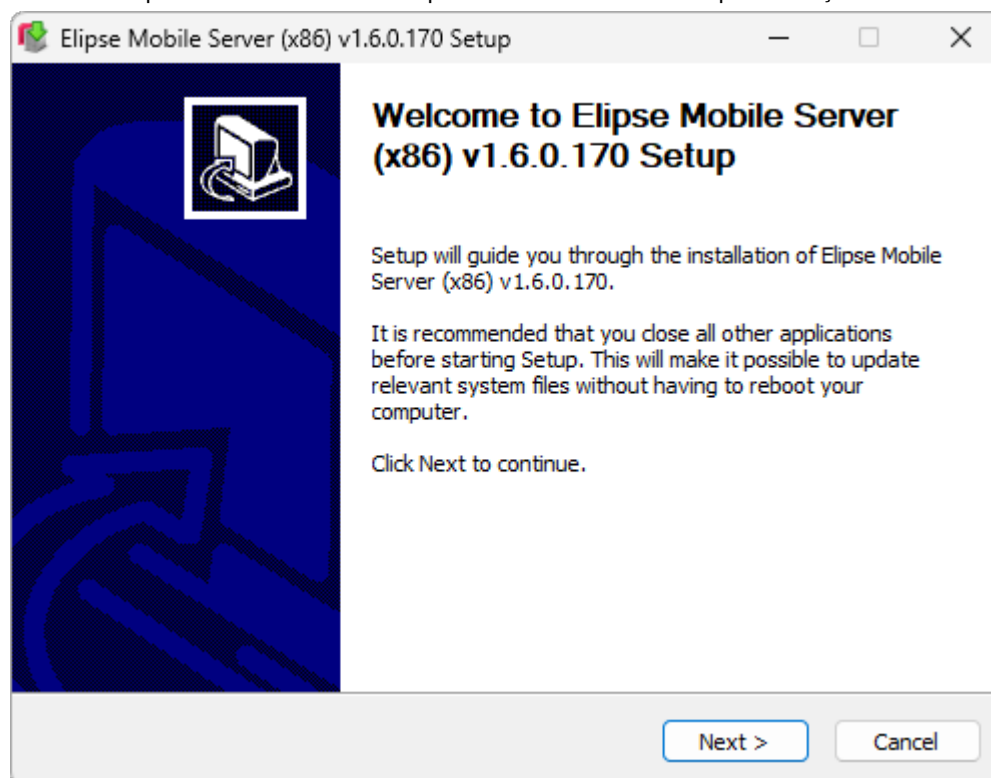 Elipse Mobile Server (x86) v1.6.0.170 Setup
Welcome to Elipse Mobile Server
(x86) v1.6.0.170 Setup
Setup will guide you through the installation of Elipse Mobile
Server (x86) v1.6.0.170.
It is recommended that you close all other applications
before starting Setup. This will make it possible to update
relevant system files without having to reboot your
computer.
Click Next to continue.
Next >
Cancel